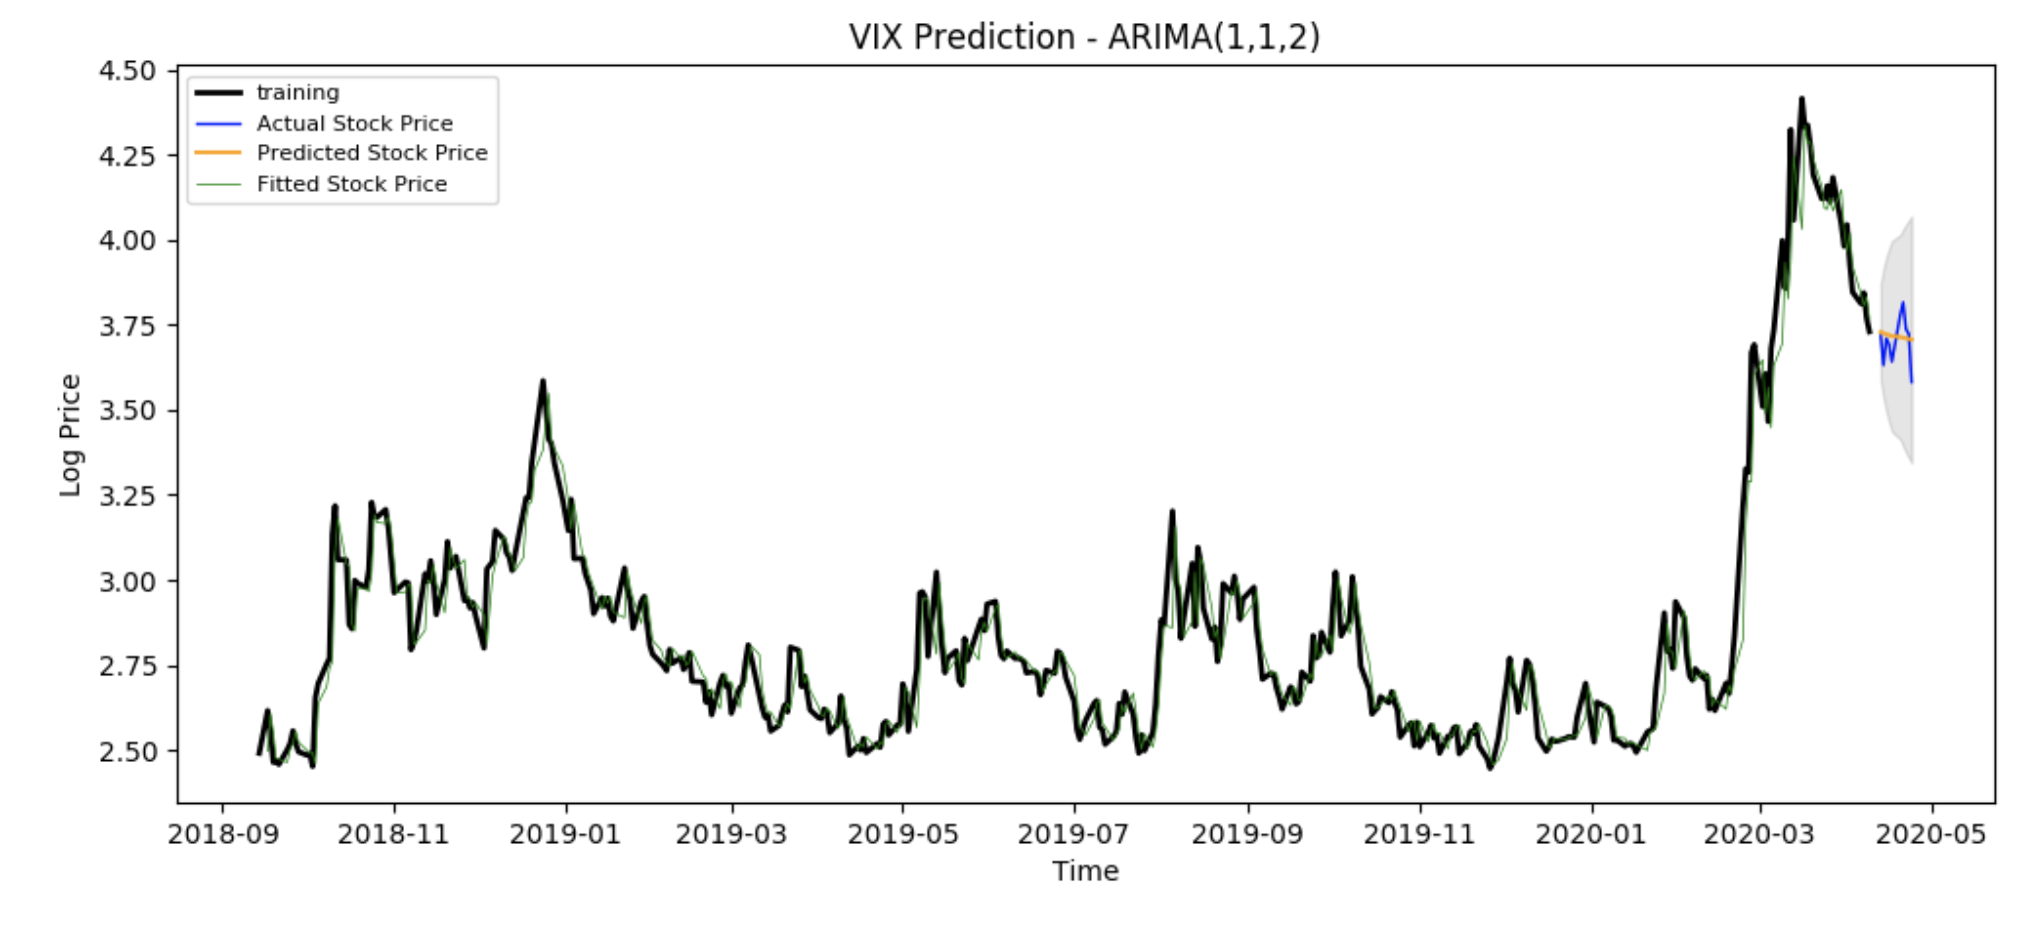 VIX Prediction - ARIMA(1,1,2)
training
Actual Stock Price
Predicted Stock Price
Fitted Stock Price
Log Price
4.50
4.25
4.00
3.75
3.50
3.25
3.00
2.75
2.50
2018-09 2018-11 2019-01 2019-03 2019-05 2019-07 2019-09 2019-11 2020-01 2020-03 2020-05
Time